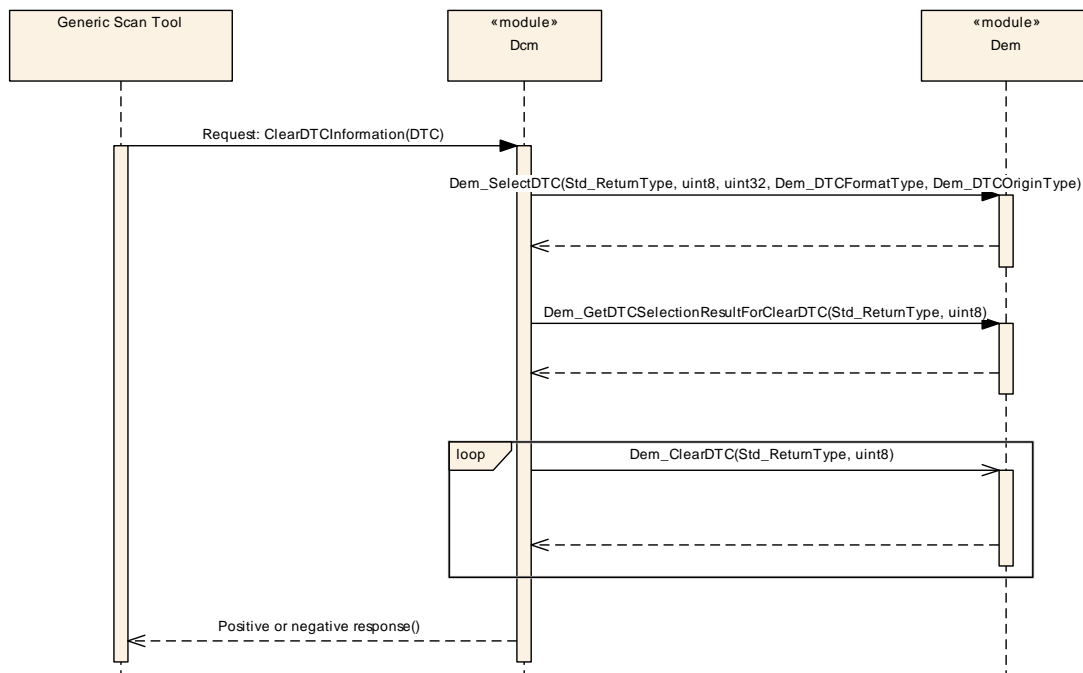 Generic Scan Tool
«module»
Dcm
«module»
Dem
Request: ClearDTCInformation(DTC)
Dem_SelectDTC(Std_ReturnType, uint8, uint32, Dem_DTCFormatType, Dem_DTCOriginType)
Dem_GetDTCSelectionResultForClearDTC(Std_ReturnType, uint8)
loop
Dem_ClearDTC(Std_ReturnType, uint8)
Positive or negative response()